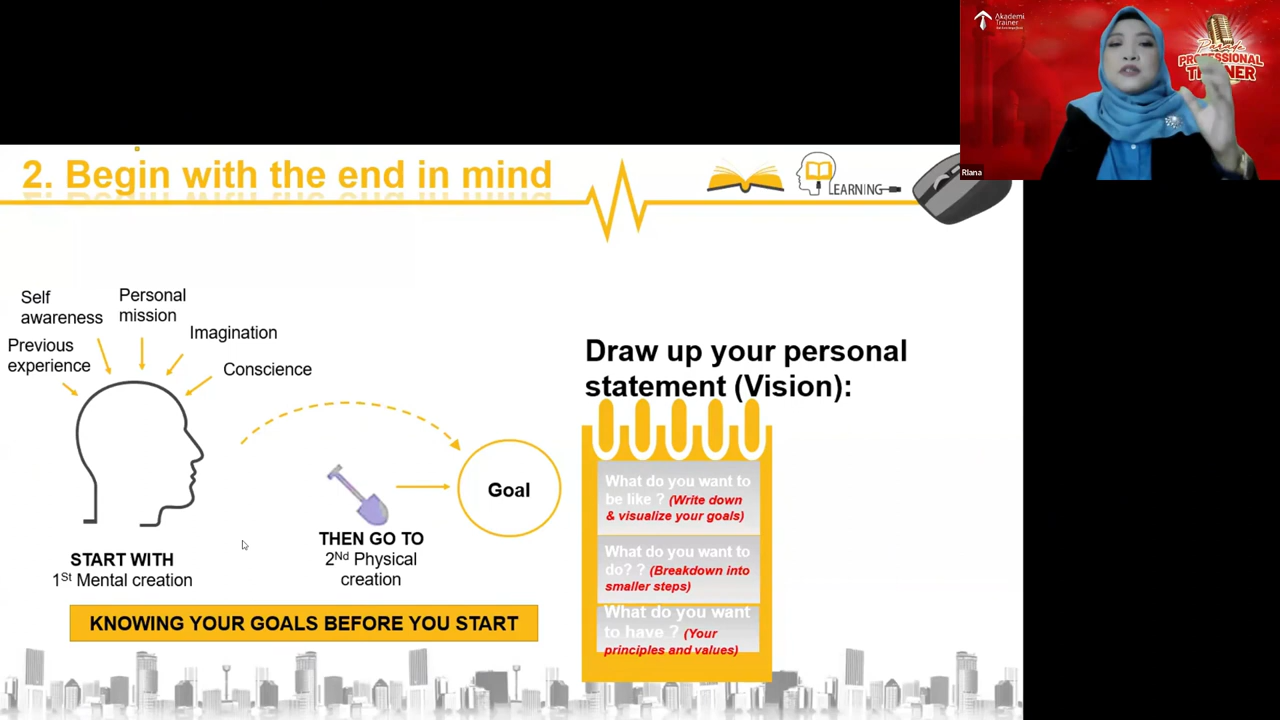 Akademi
Trainer
PROFESSIONAL
TRAINER
Riana
2. Begin with the end in mind
LEARNING
Self
awareness
Personal
mission
Imagination
Previous
experience
Conscience
Goal
START WITH
1St Mental creation
THEN GO TO
2Nd Physical
creation
KNOWING YOUR GOALS BEFORE YOU START
Draw up your personal
statement (Vision):
What do you want to
be like ? (Write down
& visualize your goals)
What do you want to
do? ? (Breakdown into
smaller steps)
What do you want
to have ? (Your
principles and values)